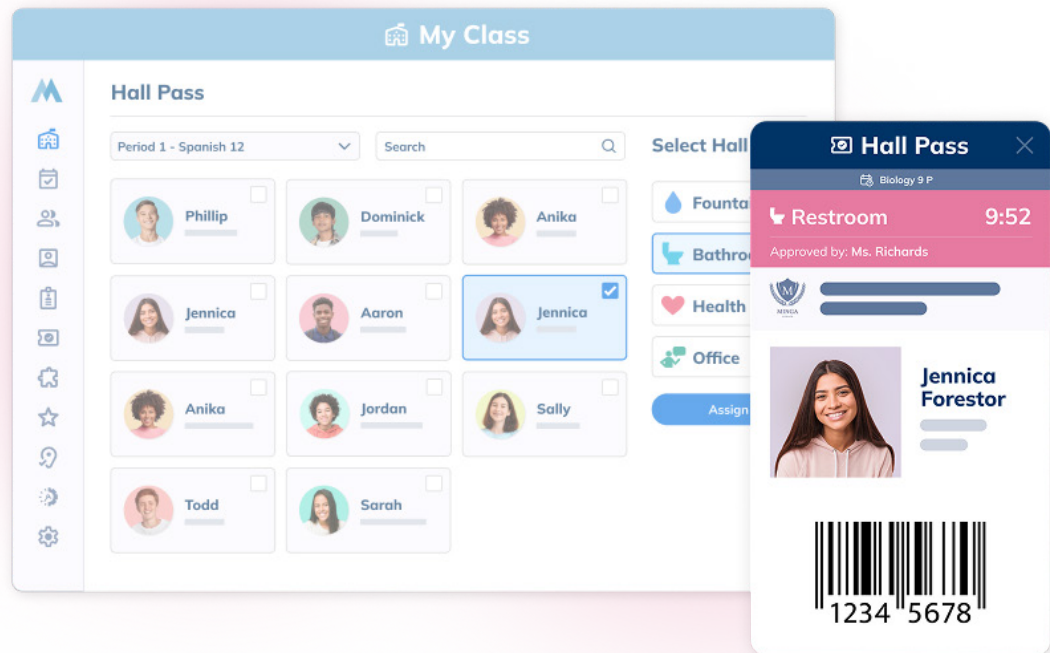 My Class
Hall Pass
Period 1 - Spanish 12
Search
Phillip
Dominick
Anika
Jennica
Aaron
Jennica
Anika
Jordan
Sally
Todd
Sarah
Select Hall
Founta
Bathro
Health
Office
Assign
Hall Pass
Biology 9 P
Restroom 9:52
Approved by: Ms. Richards
M
MINGA
Jennica
Forestor
1234 5678